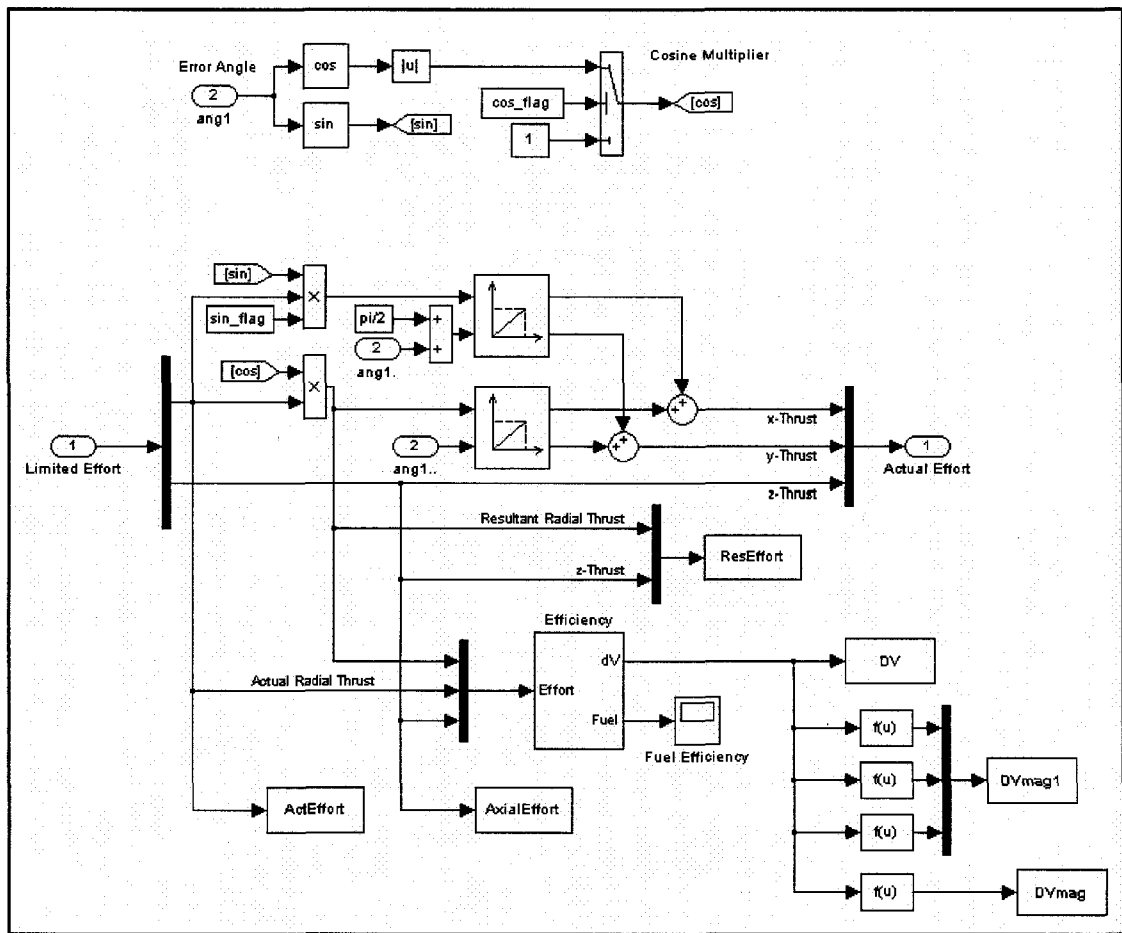 Error Angle
2
ang1
cos
|u|
sin
[sin]
Cosine Multiplier
cos_flag
1
[cos]
[sin]
sin_flag
×
pi/2
+
+
2
ang1.
[cos]
×
1
Limited Effort
2
ang1..
+
+
+
+
x-Thrust
y-Thrust
z-Thrust
1
Actual Effort
Resultant Radial Thrust
z-Thrust
ResEffort
Efficiency
Effort
dV
Fuel
Actual Radial Thrust
Fuel Efficiency
DV
f(u)
f(u)
f(u)
DVmag1
ActEffort
AxialEffort
f(u)
DVmag